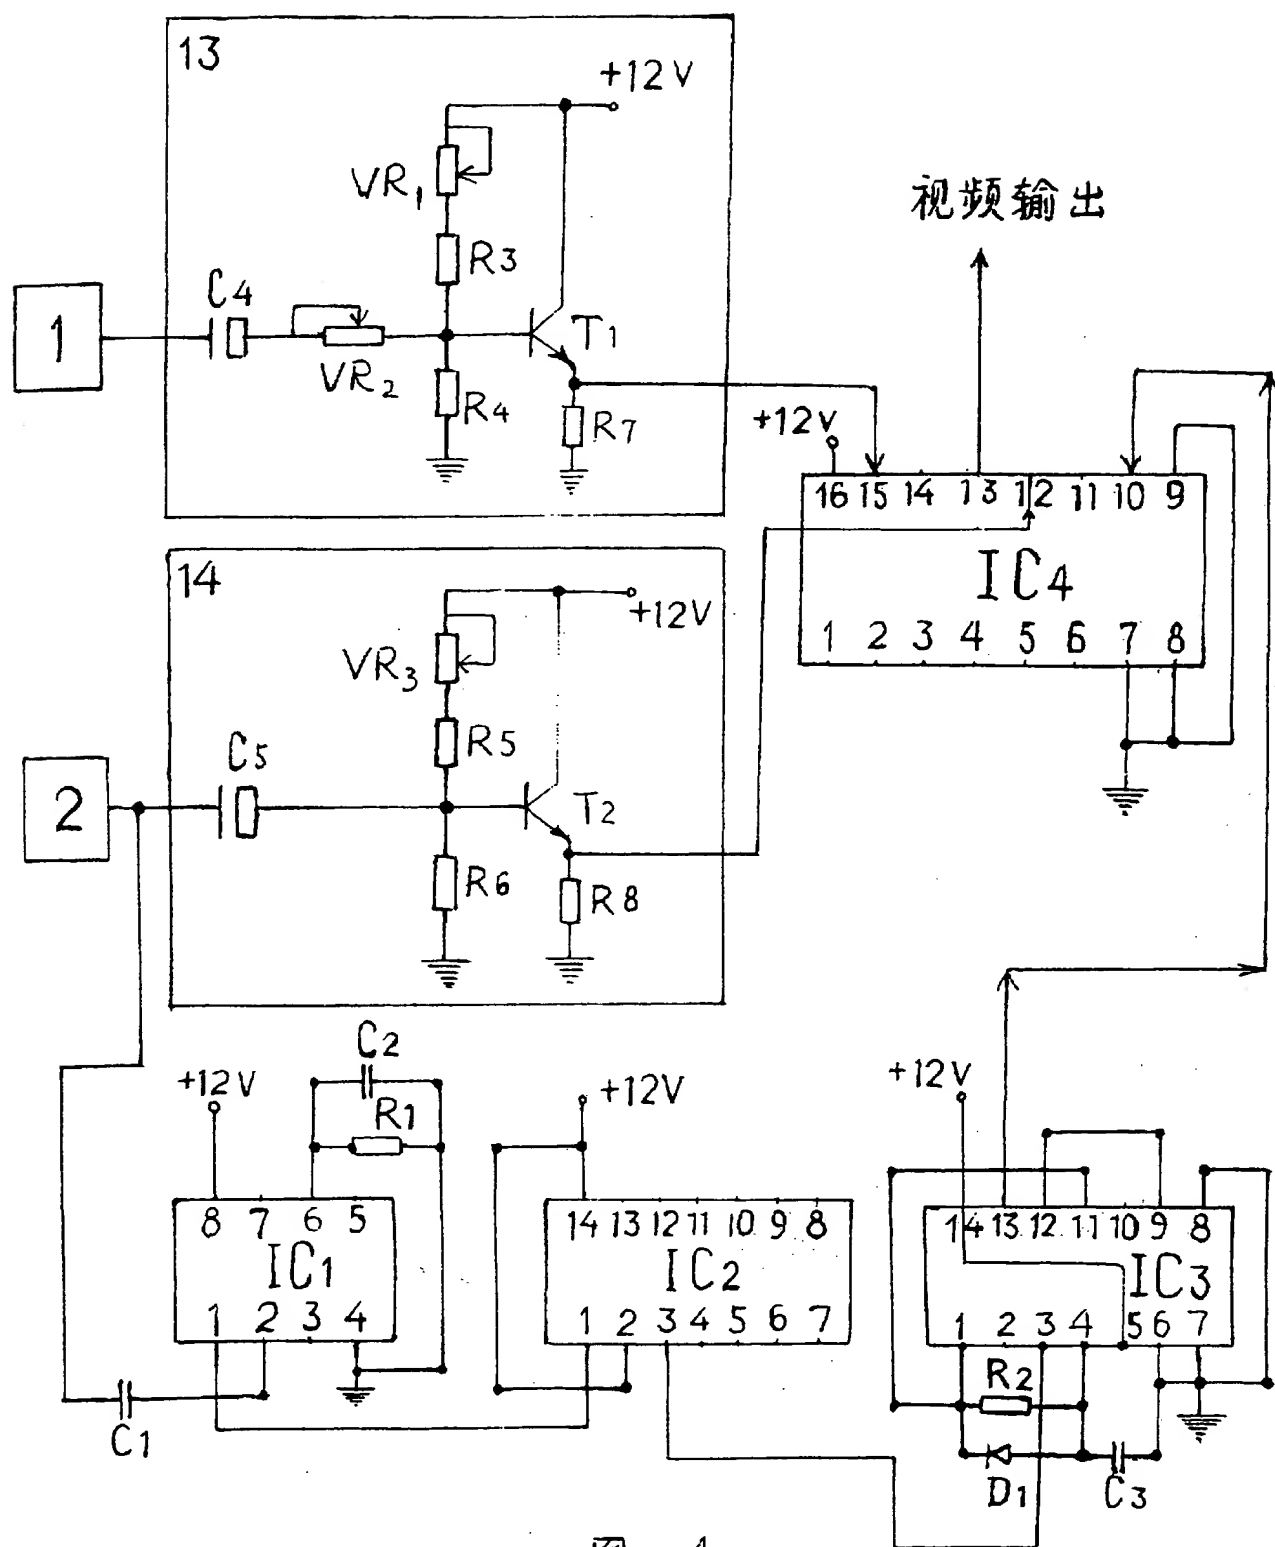 13
+12V
VR1
R3
C4
1
VR2
T1
R4
R7
视频输出
+12V
16 15 14 13 12 11 10 9
IC4
1 2 3 4 5 6 7 8
14
+12V
VR3
R5
C5
2
T2
R6
R8
C2
+12V
R1
+12V
+12V
8 7 6 5
IC1
1 2 3 4
14 13 12 11 10 9 8
IC2
1 2 3 4 5 6 7
14 13 12 11 10 9 8
IC3
1 2 3 4 5 6 7
R2
C1
D1
C3